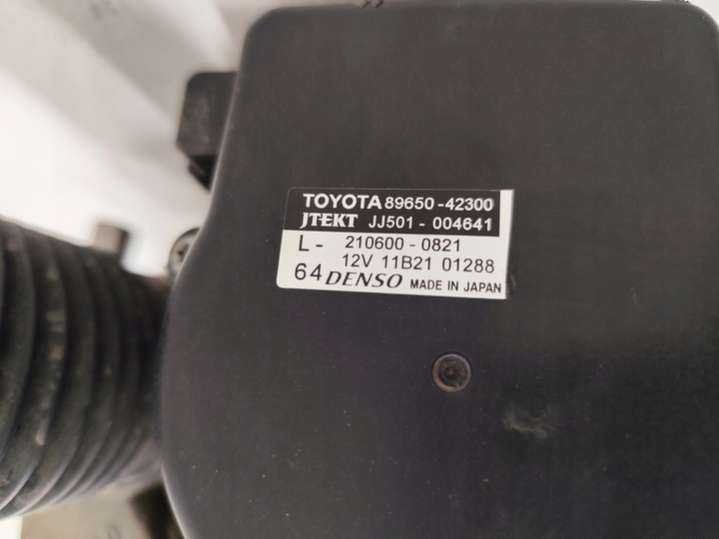 TOYOTA 89650-42300
JTEKT JJ501-004641
L- 210600-0821
12V 11B21 01288
64 DENSO MADE IN JAPAN